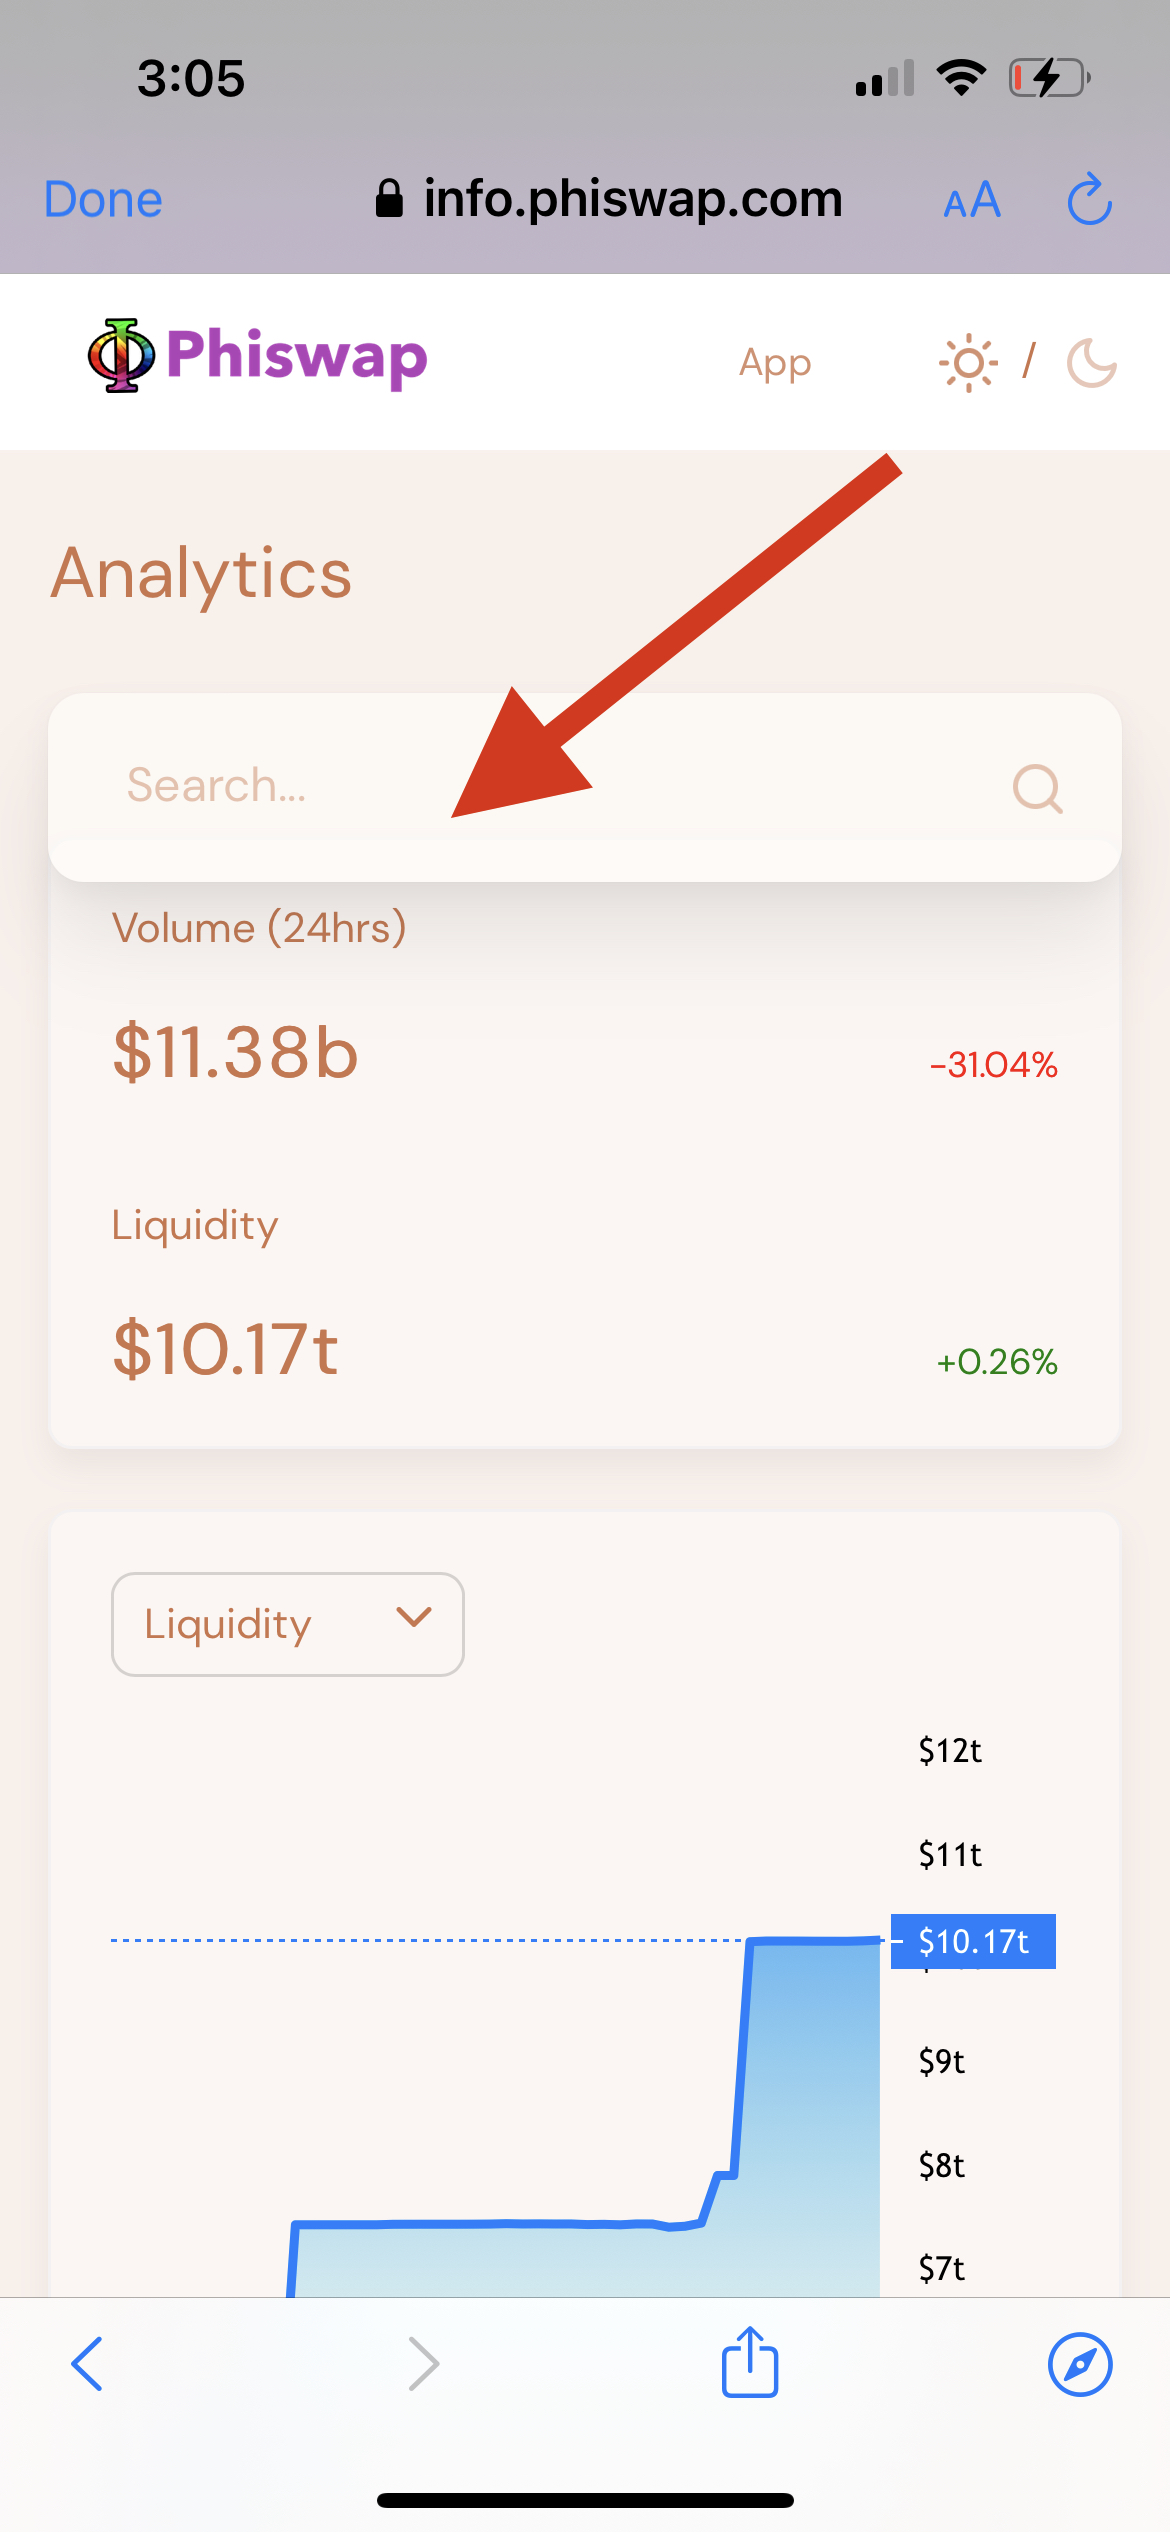 3:05
Done
info.phiswap.com
AA
Phiswap
App
/
Analytics
Search...
Volume (24hrs)
$11.38b
-31.04%
Liquidity
$10.17t
+0.26%
Liquidity
$12t
$11t
$10.17t
$9t
$8t
$7t